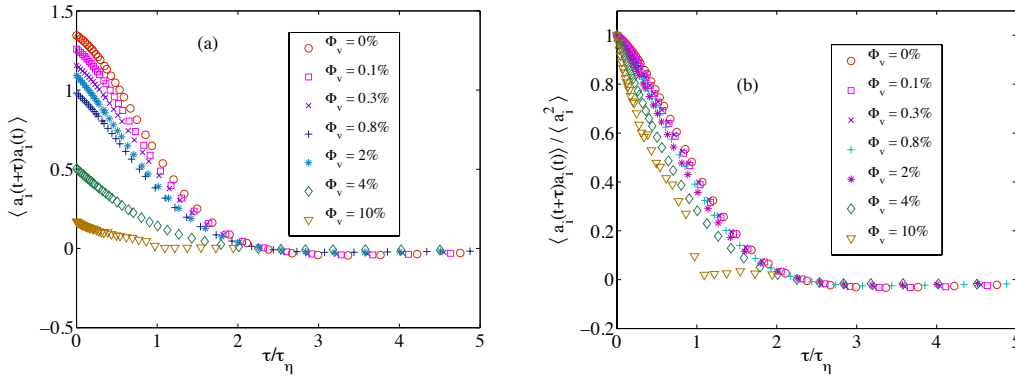 (a)
⟨ a_i(t+τ)a_i(t) ⟩
1.5
1
0.5
0
−0.5
0
1
2
3
4
5
τ/τ_η
Φ_v = 0%
Φ_v = 0.1%
Φ_v = 0.3%
Φ_v = 0.8%
Φ_v = 2%
Φ_v = 4%
Φ_v = 10%
(b)
⟨ a_i(t+τ)a_i(t)⟩ / ⟨ a_i^2 ⟩
1
0.8
0.6
0.4
0.2
0
−0.2
0
1
2
3
4
5
τ/τ_η
Φ_v = 0%
Φ_v = 0.1%
Φ_v = 0.3%
Φ_v = 0.8%
Φ_v = 2%
Φ_v = 4%
Φ_v = 10%